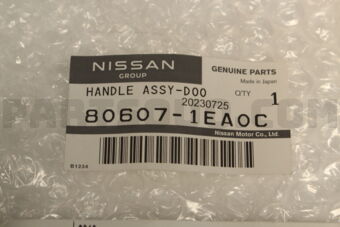 NISSAN
GROUP
GENUINE PARTS
Made in Japan
HANDLE ASSY-DOO
Q'TY
1
20230725
80607-1EA0C
Nissan Motor Co., Ltd.
B1234